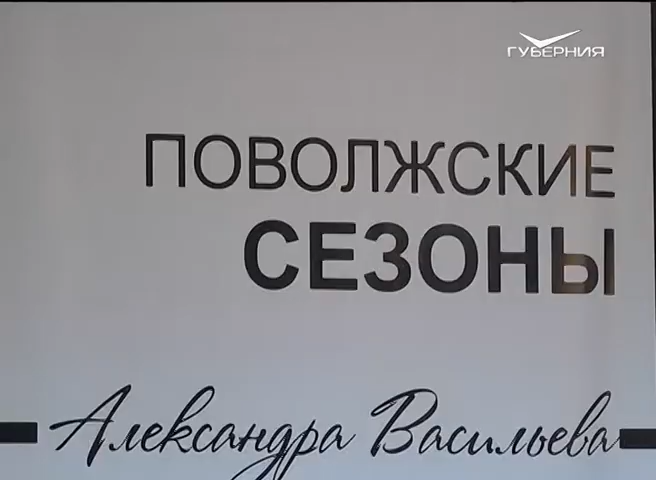 ГУБЕРНИЯ
ПОВОЛЖСКИЕ
СЕЗОНЫ
Александра Васильева